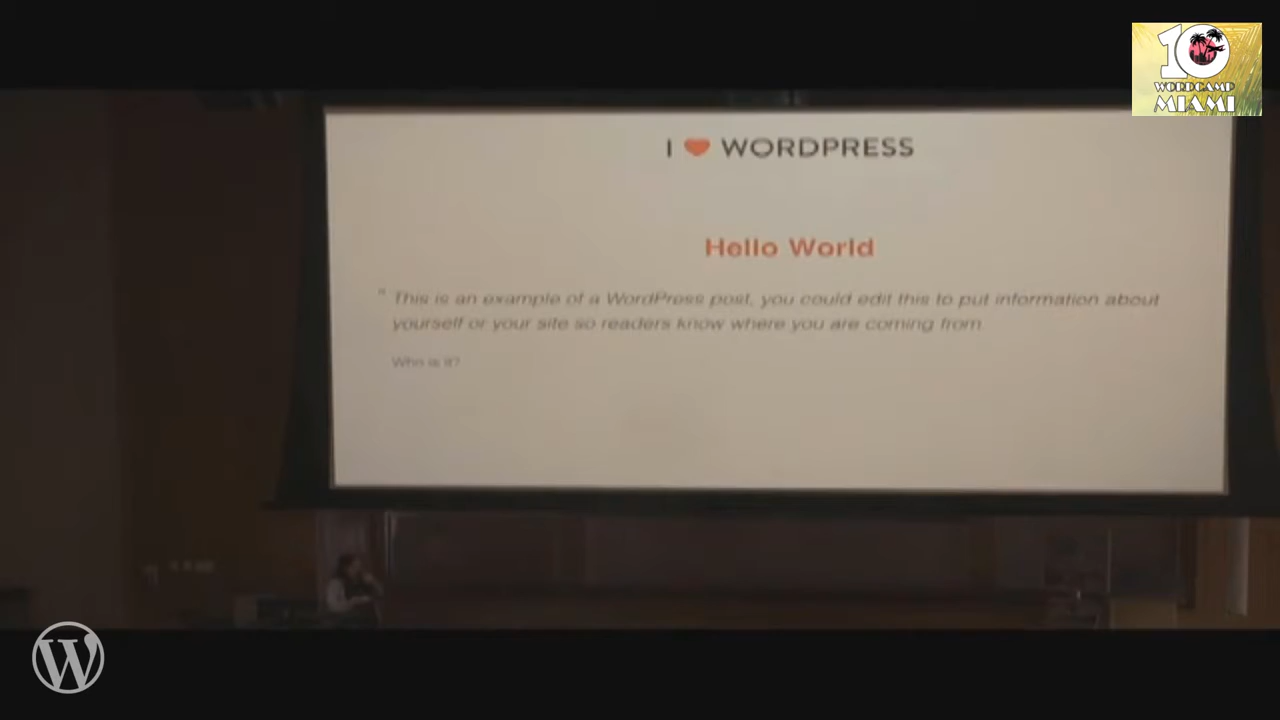 10
WORDCAMP
MIAMI
I ❤ WORDPRESS
Hello World
" This is an example of a WordPress post, you could edit this to put information about
yourself or your site so readers know where you are coming from
Who is it?
W